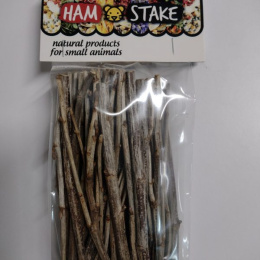 HAM STAKE
natural products
for small animals